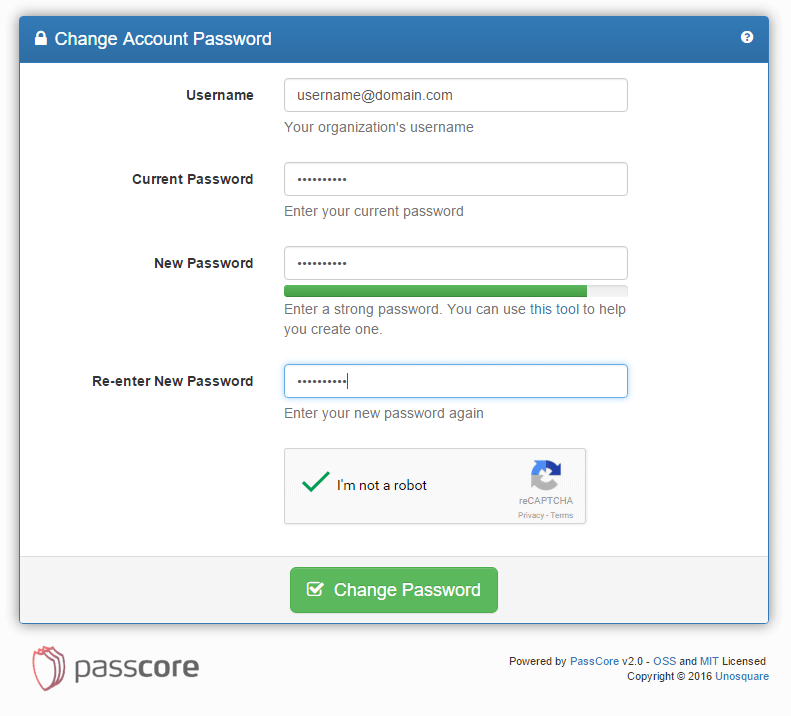 Change Account Password
?
Username
username@domain.com
Your organization's username
Current Password
••••••••••
Enter your current password
New Password
••••••••••
Enter a strong password. You can use this tool to help
you create one.
Re-enter New Password
••••••••••
Enter your new password again
I'm not a robot
reCAPTCHA
Privacy - Terms
Change Password
passcore
Powered by PassCore v2.0 - OSS and MIT Licensed
Copyright © 2016 Unosquare